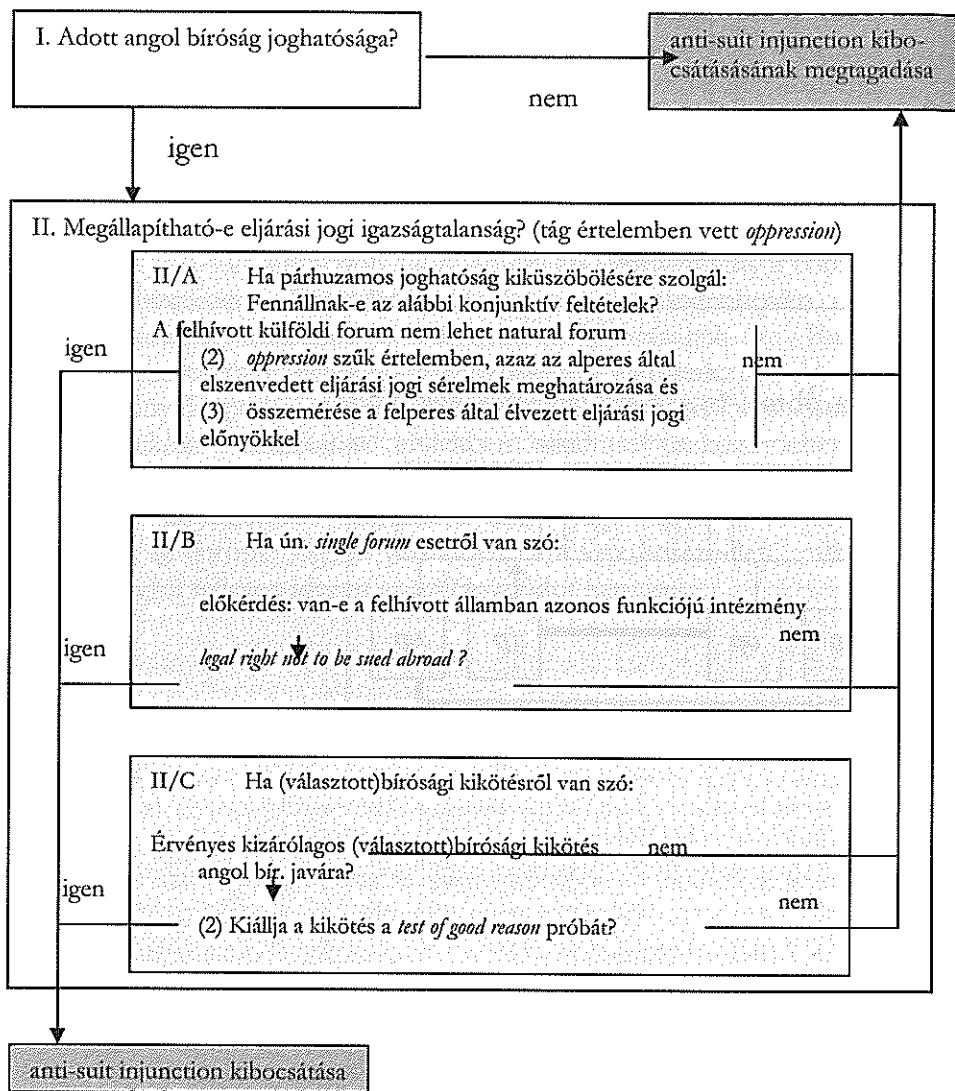 I. Adott angol bíróság joghatósága?
anti-suit injunction kibo-
csátásásának megtagadása
nem
igen
II. Megállapítható-e eljárási jogi igazságtalanság? (tág értelemben vett oppression)
II/A Ha párhuzamos joghatóság kiküszöbölésére szolgál:
Fennállnak-e az alábbi konjunktív feltételek?
A felhívott külföldi forum nem lehet natural forum
igen
(2) oppression szűk értelemben, azaz az alperes által
nem
elszenvedett eljárási jogi sérelmek meghatározása és
(3) összemérése a felperes által élvezett eljárási jogi
előnyökkel
II/B Ha ún. single forum esetről van szó:
előkérdés: van-e a felhívott államban azonos funkciójú intézmény
nem
igen
legal right not to be sued abroad ?
II/C Ha (választott)bírósági kikötésről van szó:
Érvényes kizárólagos (választott)bírósági kikötés nem
angol bír. javára?
igen
nem
(2) Kiállja a kikötés a test of good reason próbát?
anti-suit injunction kibocsátása